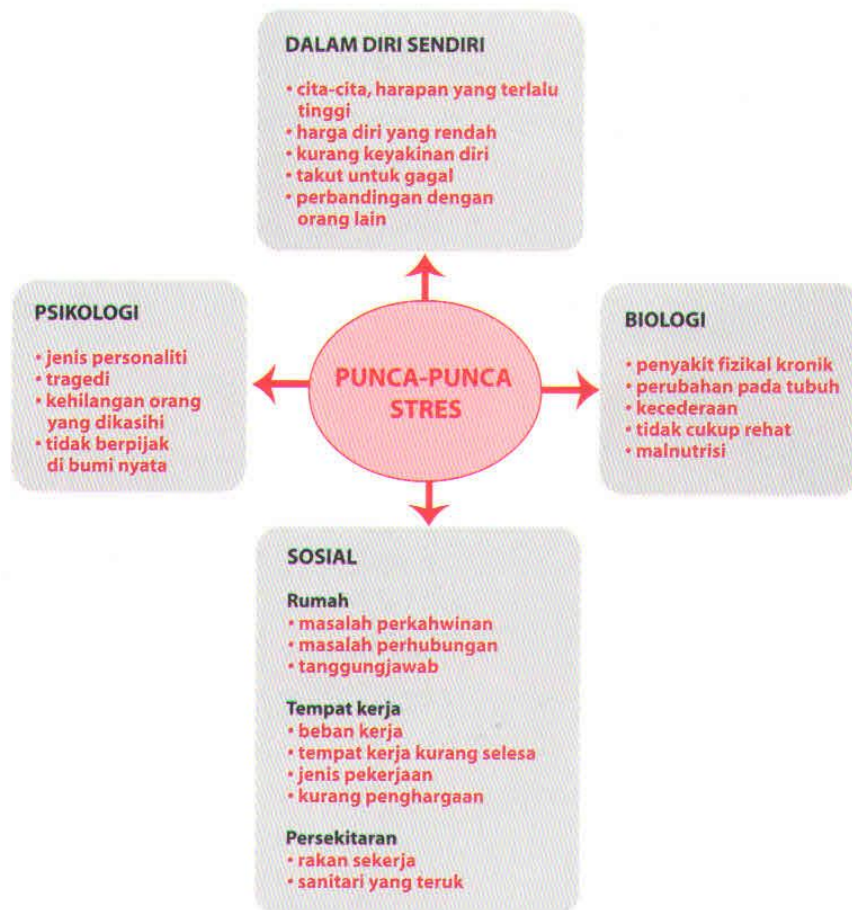 DALAM DIRI SENDIRI
• cita-cita, harapan yang terlalu
tinggi
• harga diri yang rendah
• kurang keyakinan diri
• takut untuk gagal
• perbandingan dengan
orang lain
PSIKOLOGI
• jenis personaliti
• tragedi
• kehilangan orang
yang dikasihi
• tidak berpijak
di bumi nyata
PUNCA-PUNCA
STRES
BIOLOGI
• penyakit fizikal kronik
• perubahan pada tubuh
• kecederaan
• tidak cukup rehat
• malnutrisi
SOSIAL
Rumah
• masalah perkahwinan
• masalah perhubungan
• tanggungjawab
Tempat kerja
• beban kerja
• tempat kerja kurang selesa
• jenis pekerjaan
• kurang penghargaan
Persekitaran
• rakan sekerja
• sanitari yang teruk